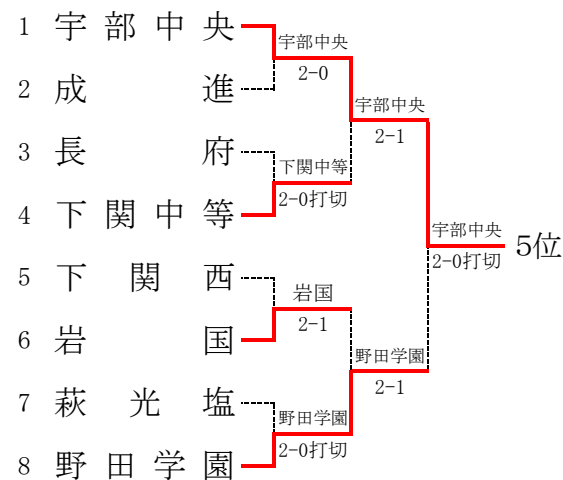 1 宇部中央
2 成進
3 長府
4 下関中等
5 下関西
6 岩国
7 萩光塩
8 野田学園
宇部中央
2-0
下関中等
2-0打切
岩国
2-1
野田学園
2-0打切
宇部中央
2-1
野田学園
2-1
宇部中央
2-0打切
5位